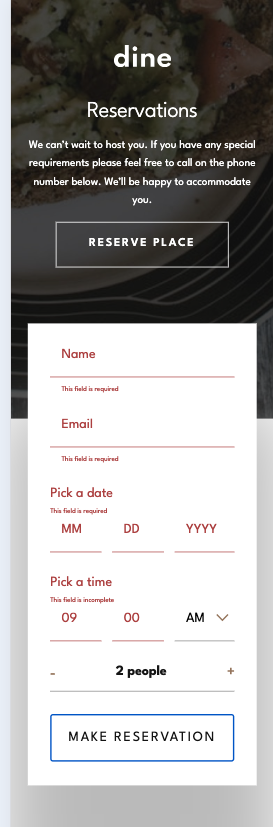 dine
Reservations
We can't wait to host you. If you have any special
requirements please feel free to call on the phone
number below. We'll be happy to accommodate
you.
RESERVE PLACE
Name
This field is required
Email
This field is required
Pick a date
This field is required
MM DD YYYY
Pick a time
This field is incomplete
09 00 AM
- 2 people +
MAKE RESERVATION